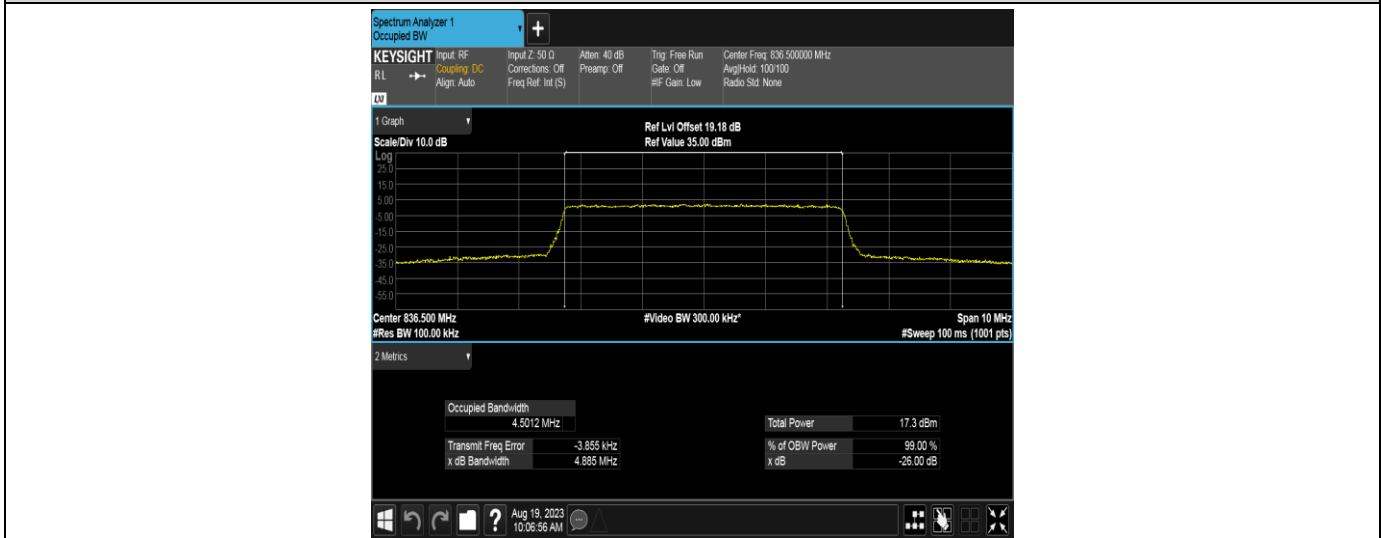 Spectrum Analyzer 1
Occupied BW
+
KEYSIGHT Input: RF Input Z: 50 Ω Atten: 40 dB Trig: Free Run Center Freq: 836.500000 MHz
RL Coupling: DC Corrections: Off Preamp: Off Gate: Off Avg|Hold: 100/100
Align: Auto Freq Ref: Int (S) #IF Gain: Low Radio Std: None
LXI
1 Graph
Ref Lvl Offset 19.18 dB
Scale/Div 10.0 dB Ref Value 35.00 dBm
Log
25.0
15.0
5.00
-5.00
-15.0
-25.0
-35.0
-45.0
-55.0
Center 836.500 MHz #Video BW 300.00 kHz* Span 10 MHz
#Res BW 100.00 kHz #Sweep 100 ms (1001 pts)
2 Metrics
Occupied Bandwidth
4.5012 MHz Total Power 17.3 dBm
Transmit Freq Error -3.855 kHz % of OBW Power 99.00 %
x dB Bandwidth 4.885 MHz x dB -26.00 dB
? Aug 19, 2023
10:06:56 AM